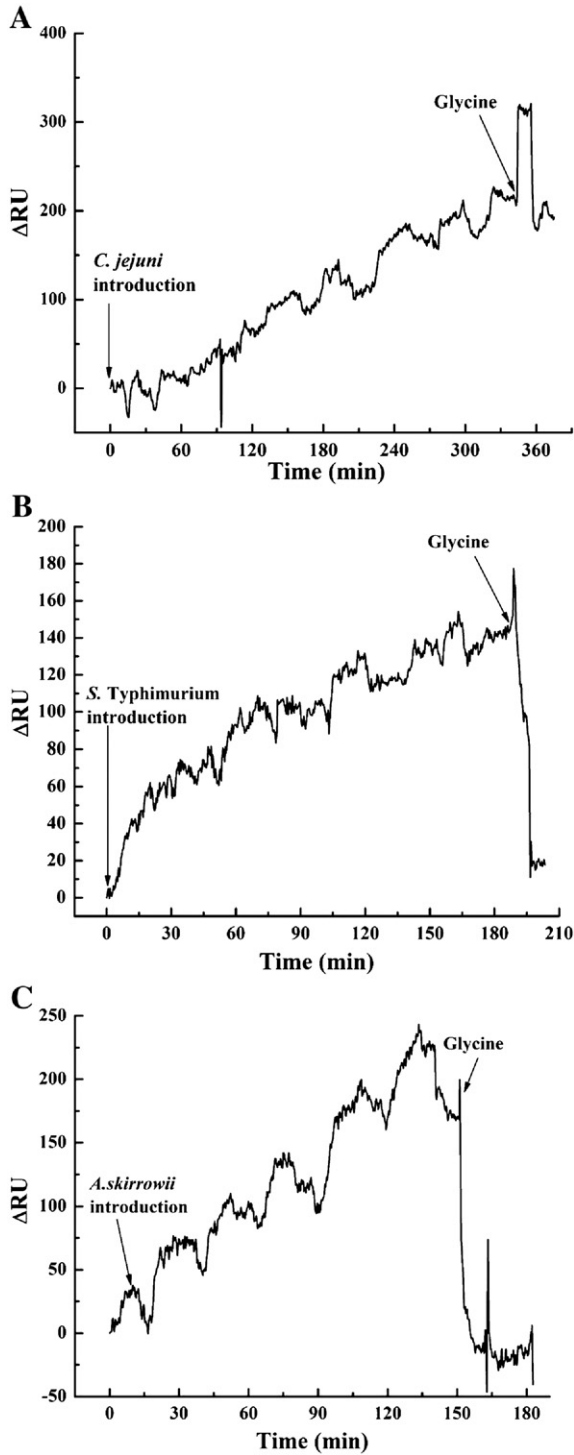 A
400
300
200
100
0
ΔRU
Glycine
C. jejuni
introduction
0 60 120 180 240 300 360
Time (min)
B
200
180
160
140
120
100
80
60
40
20
0
ΔRU
Glycine
S. Typhimurium
introduction
0 30 60 90 120 150 180 210
Time (min)
C
250
200
150
100
50
0
-50
ΔRU
Glycine
A.skirrowii
introduction
0 30 60 90 120 150 180
Time (min)